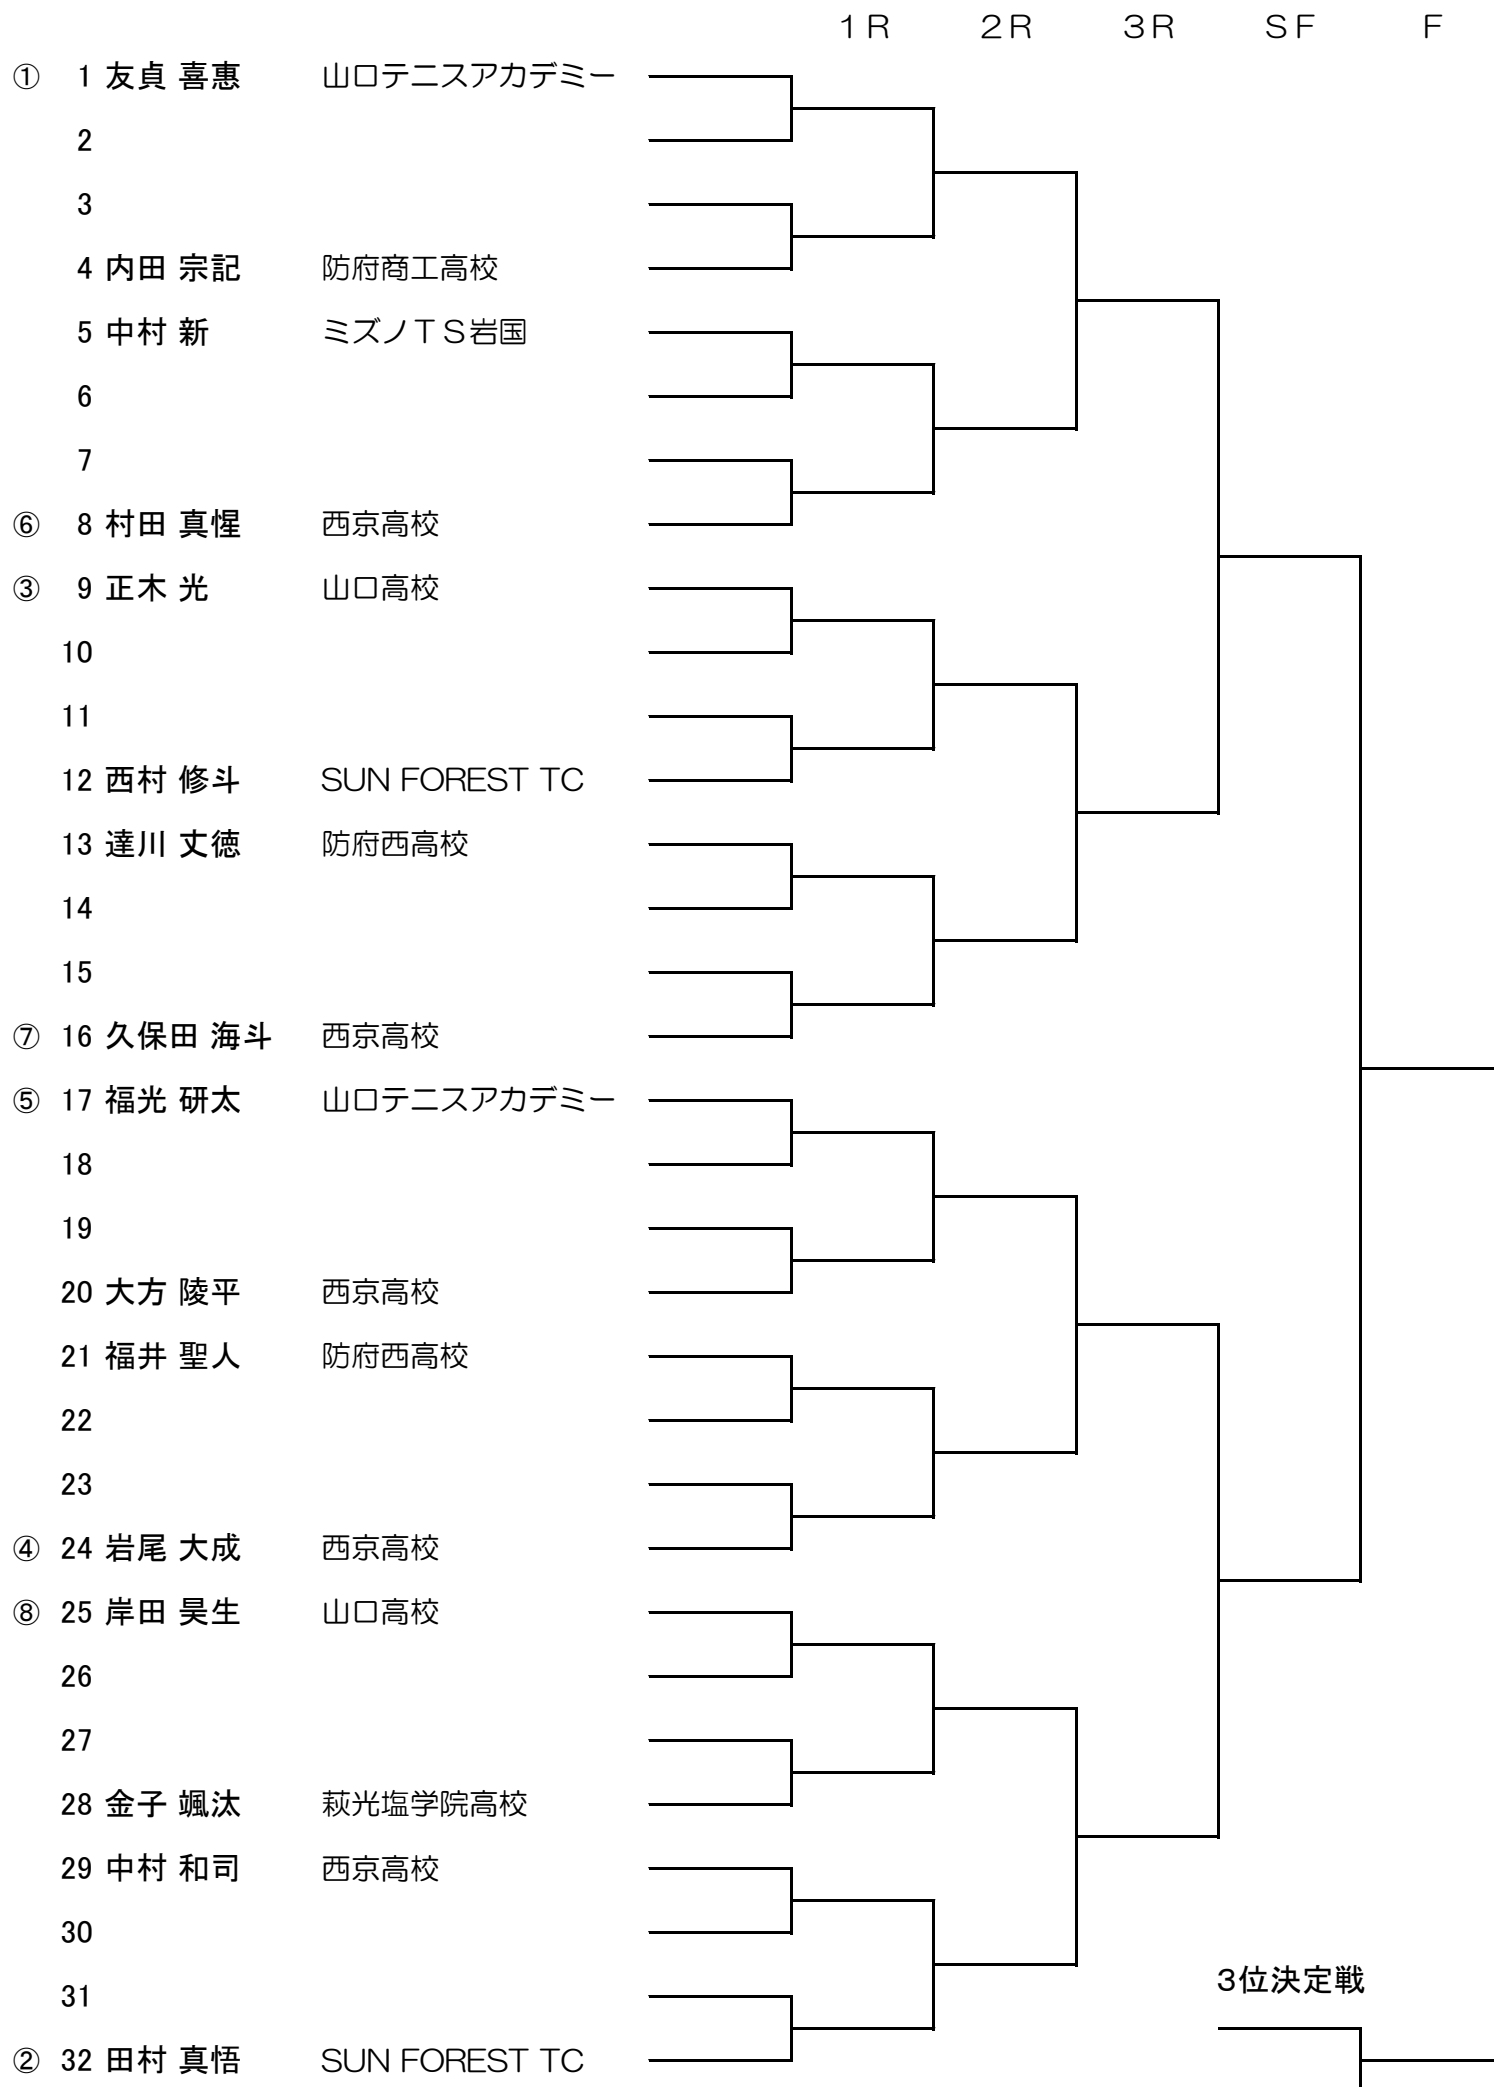 １Ｒ ２Ｒ ３Ｒ ＳＦ Ｆ
① 1 友貞 喜惠 山口テニスアカデミー
2
3
4 内田 宗記 防府商工高校
5 中村 新 ミズノＴＳ岩国
6
7
⑥ 8 村田 真惺 西京高校
③ 9 正木 光 山口高校
10
11
12 西村 修斗 SUN FOREST TC
13 達川 丈徳 防府西高校
14
15
⑦ 16 久保田 海斗 西京高校
⑤ 17 福光 研太 山口テニスアカデミー
18
19
20 大方 陵平 西京高校
21 福井 聖人 防府西高校
22
23
④ 24 岩尾 大成 西京高校
⑧ 25 岸田 昊生 山口高校
26
27
28 金子 颯汰 萩光塩学院高校
29 中村 和司 西京高校
30
31
3位決定戦
② 32 田村 真悟 SUN FOREST TC